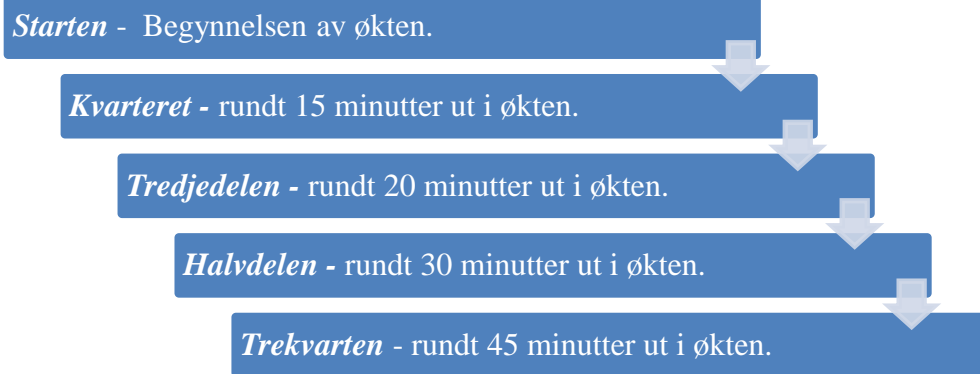 Starten - Begynnelsen av økten.
Kvarteret - rundt 15 minutter ut i økten.
Tredjedelen - rundt 20 minutter ut i økten.
Halvdelen - rundt 30 minutter ut i økten.
Trekvarten - rundt 45 minutter ut i økten.